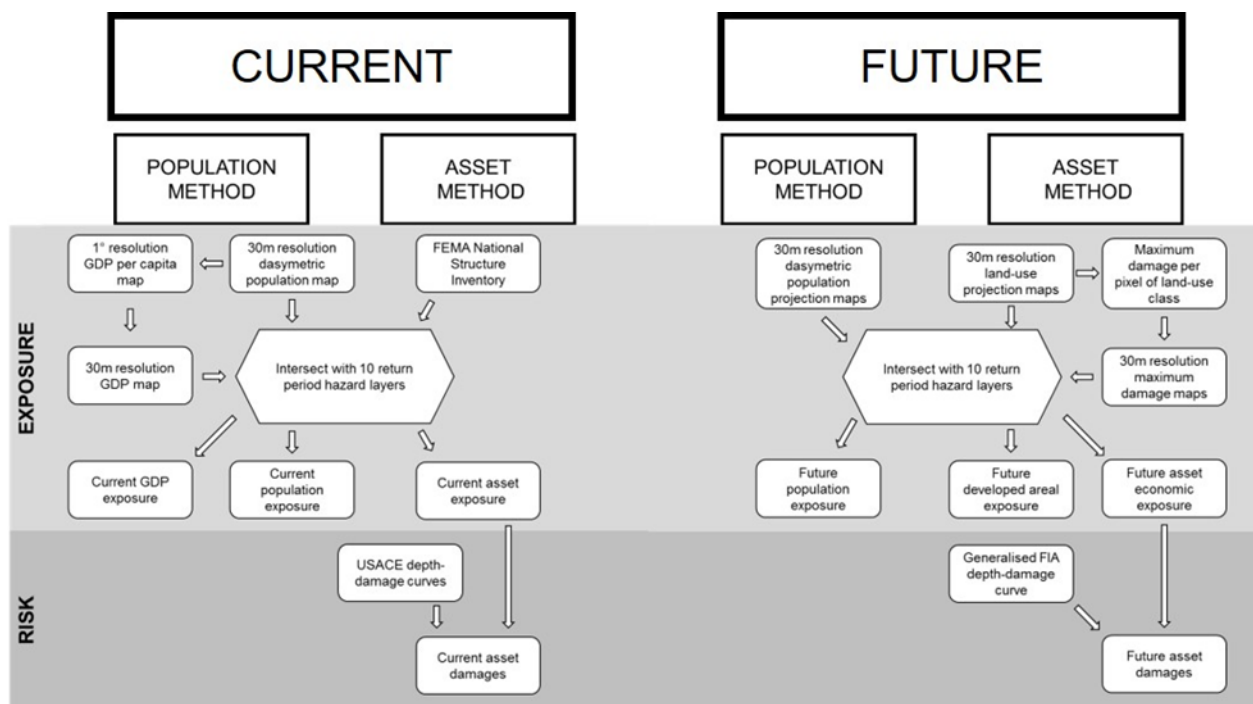 CURRENT
FUTURE
POPULATION
METHOD
ASSET
METHOD
POPULATION
METHOD
ASSET
METHOD
EXPOSURE
1° resolution
GDP per capita
map
30m resolution
dasymetric
population map
FEMA National
Structure
Inventory
30m resolution
dasymetric
population
projection maps
30m resolution
land-use
projection maps
Maximum
damage per
pixel of land-use
class
30m resolution
GDP map
Intersect with 10 return
period hazard layers
Intersect with 10 return
period hazard layers
30m resolution
maximum
damage maps
Current GDP
exposure
Current
population
exposure
Current asset
exposure
Future
population
exposure
Future
developed areal
exposure
Future asset
economic
exposure
RISK
USACE depth-
damage curves
Generalised FIA
depth-damage
curve
Current asset
damages
Future asset
damages